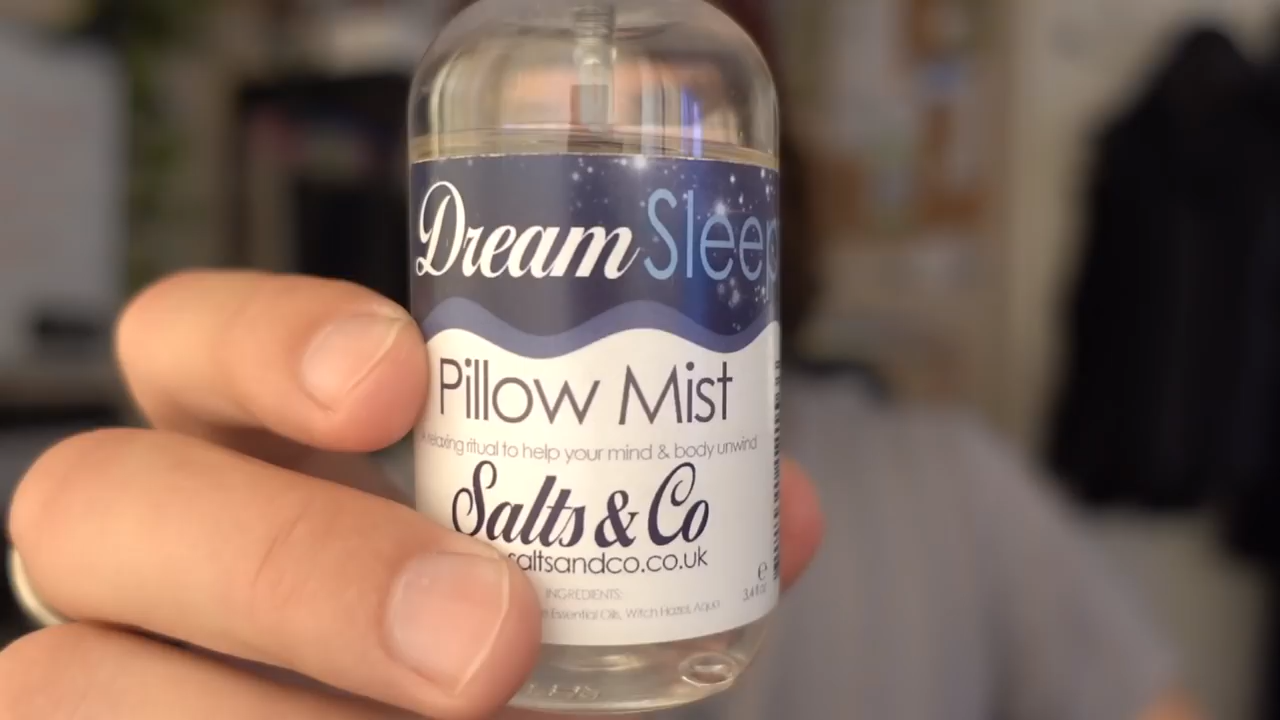 Dream Sleep
Pillow Mist
relaxing ritual to help your mind & body unwind
Salts & Co
saltsandco.co.uk
INGREDIENTS:
Essential Oils, Witch Hazel, Aqua
e
3.4 fl oz